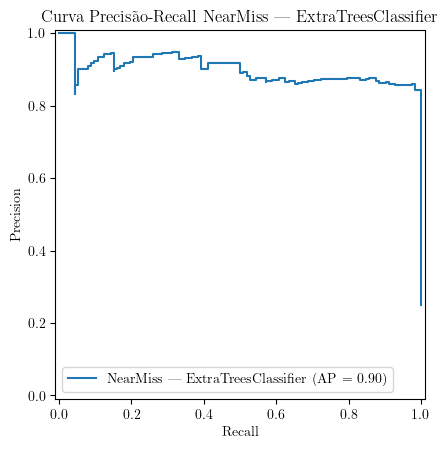 Curva Precisão-Recall NearMiss — ExtraTreesClassifier
1.0
0.8
0.6
0.4
0.2
0.0
Precision
NearMiss — ExtraTreesClassifier (AP = 0.90)
0.0 0.2 0.4 0.6 0.8 1.0
Recall